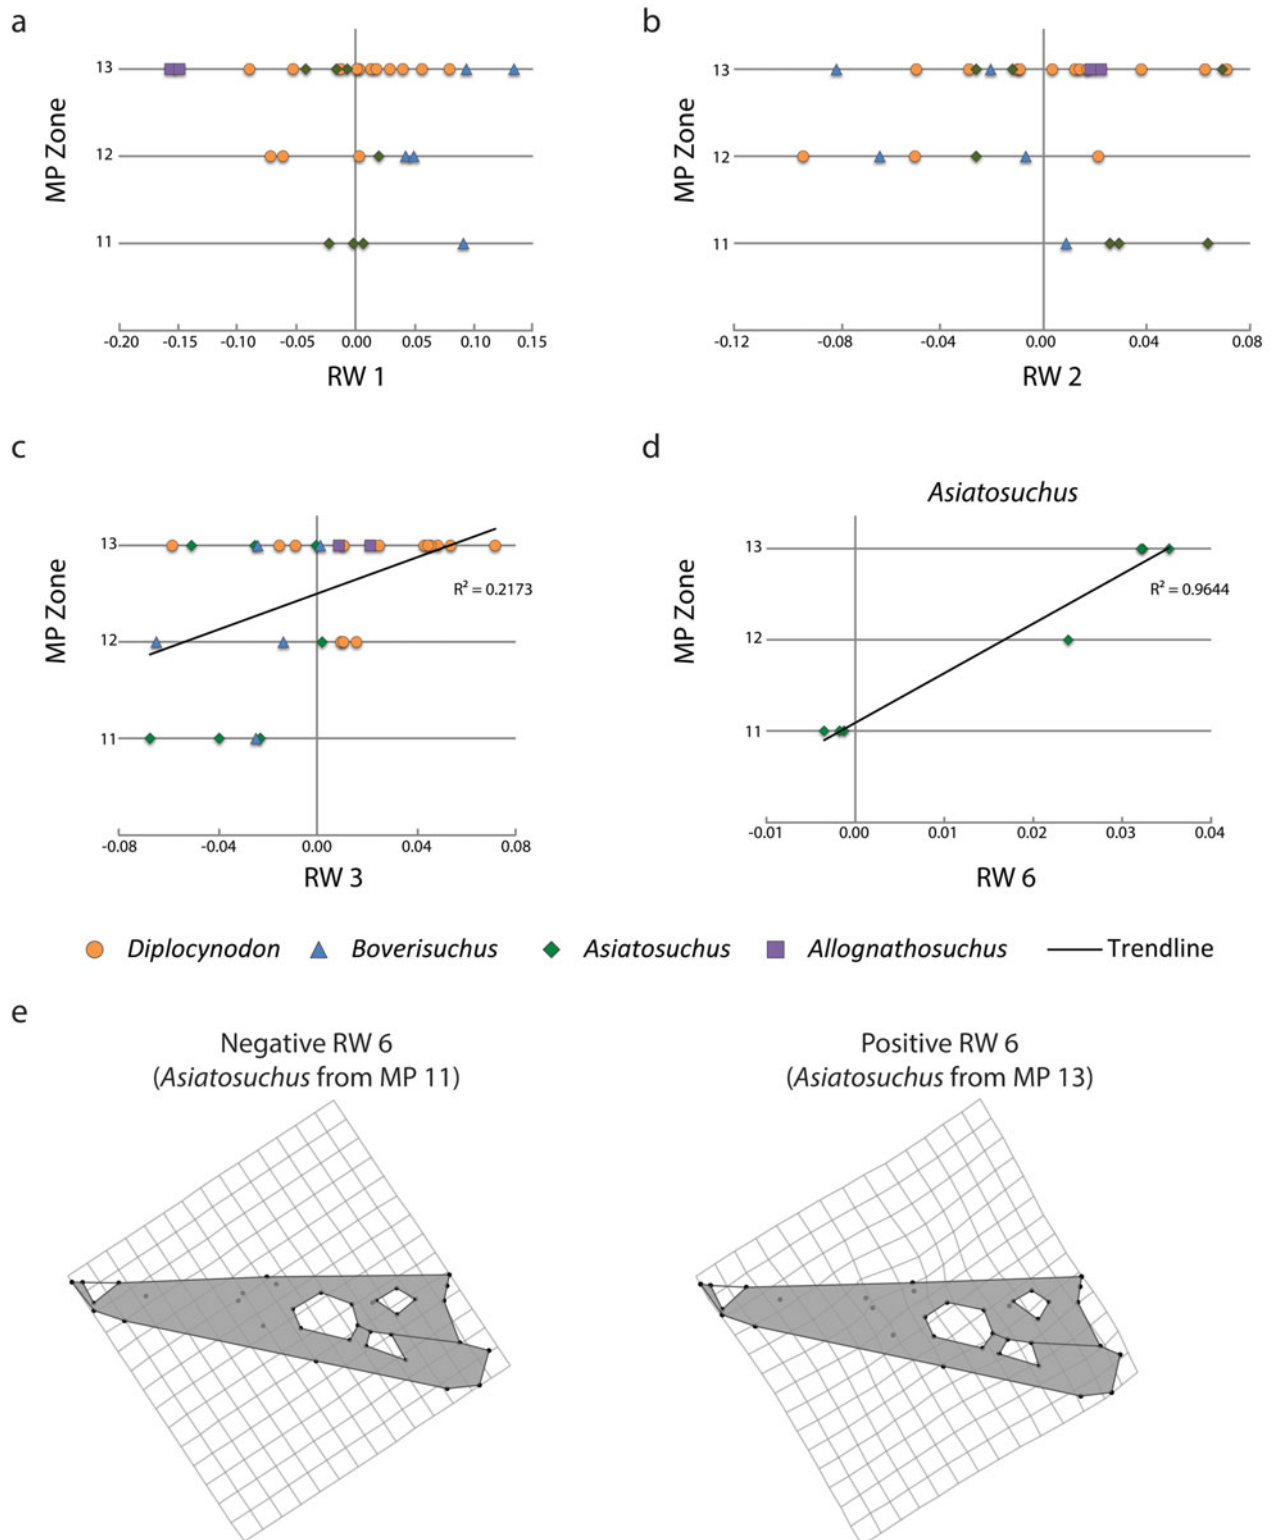 a
MP Zone
13
12
11
-0.20 -0.15 -0.10 -0.05 0.00 0.05 0.10 0.15
RW 1
b
MP Zone
13
12
11
-0.12 -0.08 -0.04 0.00 0.04 0.08
RW 2
c
MP Zone
13
12
11
R² = 0.2173
-0.08 -0.04 0.00 0.04 0.08
RW 3
d
Asiatosuchus
MP Zone
13
12
11
R² = 0.9644
-0.01 0.00 0.01 0.02 0.03 0.04
RW 6
Diplocynodon Boverisuchus Asiatosuchus Allognathosuchus Trendline
e
Negative RW 6
(Asiatosuchus from MP 11)
Positive RW 6
(Asiatosuchus from MP 13)